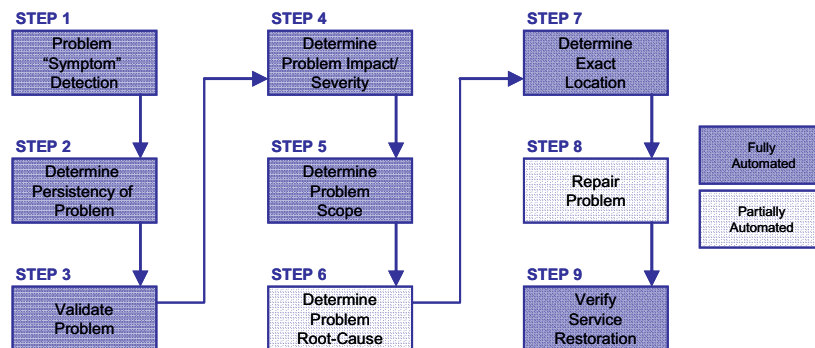 STEP 1
Problem
“Symptom”
Detection
STEP 2
Determine
Persistency of
Problem
STEP 3
Validate
Problem
STEP 4
Determine
Problem Impact/
Severity
STEP 5
Determine
Problem
Scope
STEP 6
Determine
Problem
Root-Cause
STEP 7
Determine
Exact
Location
STEP 8
Repair
Problem
STEP 9
Verify
Service
Restoration
Fully
Automated
Partially
Automated